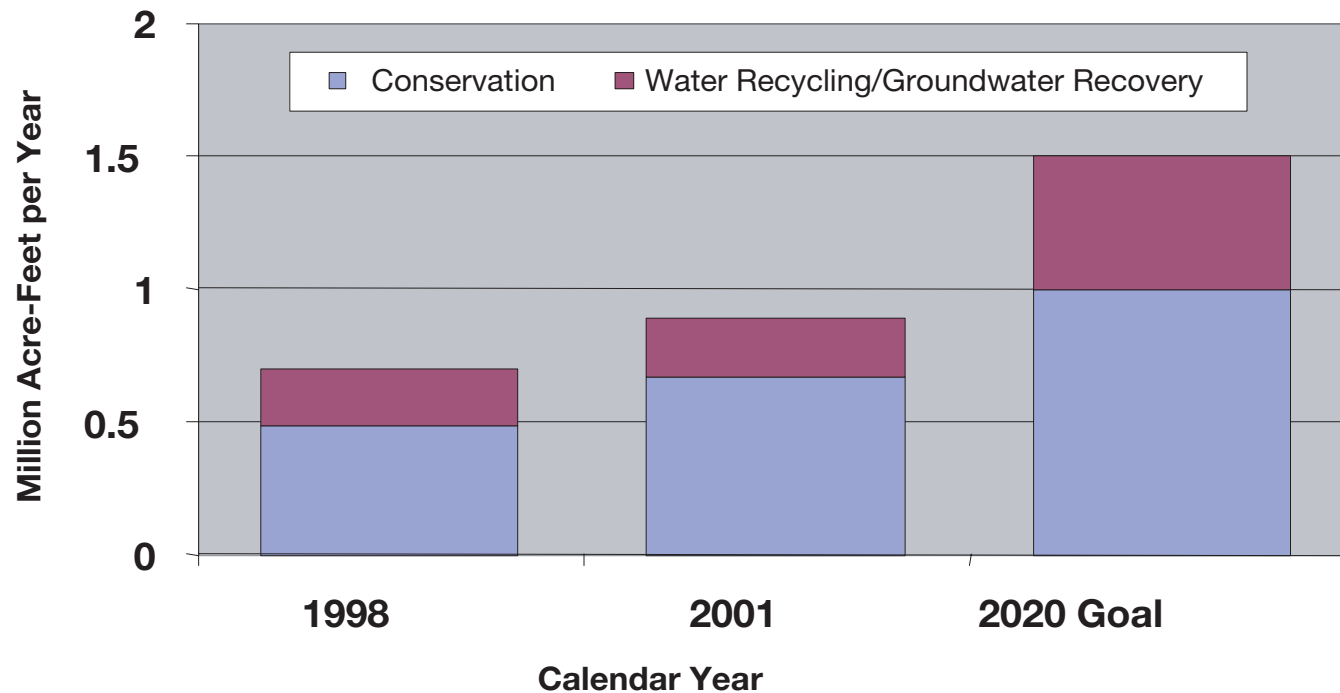 2
Conservation Water Recycling/Groundwater Recovery
1.5
1
0.5
0
Million Acre-Feet per Year
1998 2001 2020 Goal
Calendar Year